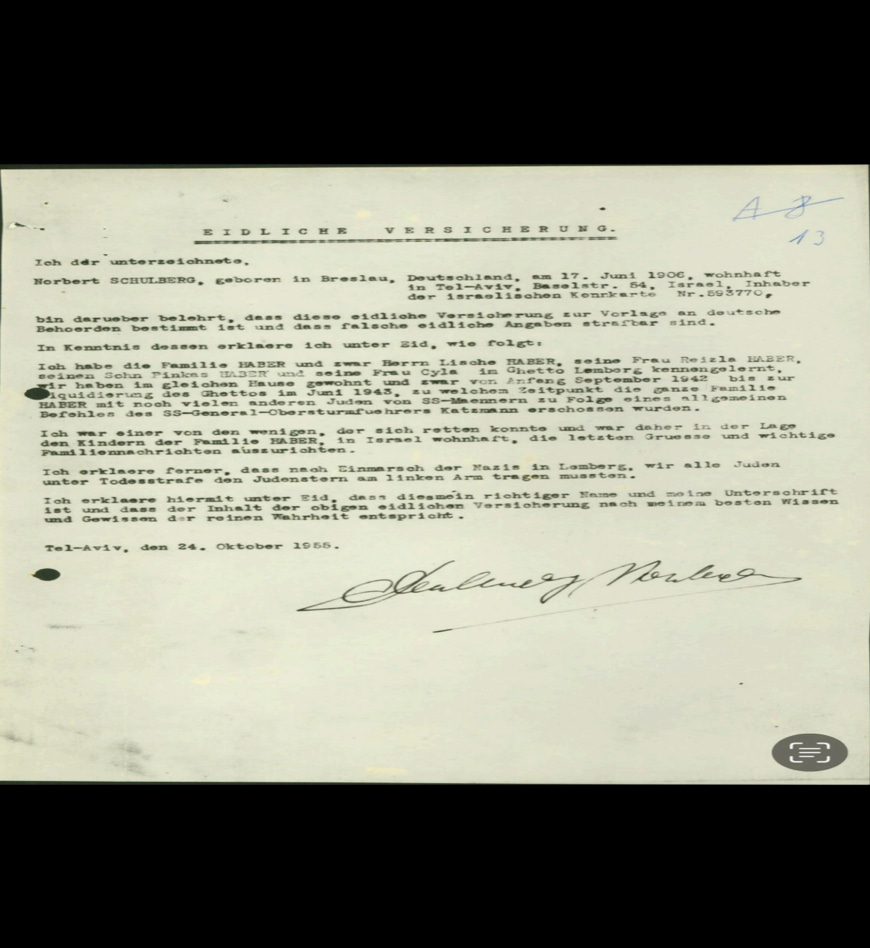 A 8
13
EIDLICHE VERSICHERUNG.
Ich der unterzeichnete,
Norbert SCHULBERG, geboren in Breslau, Deutschland, am 17. Juni 1906, wohnhaft
in Tel-Aviv, Baselstr. 54, Israel, Inhaber
der israelischen Kennkarte Nr.593770,
bin darueber belehrt, dass diese eidliche Versicherung zur Vorlage an deutsche
Behoerden bestimmt ist und dass falsche eidliche Angaben strafbar sind.
In Kenntnis dessen erklaere ich unter Eid, wie folgt:
Ich habe die Familie HABER und zwar Herrn Lische HABER, seine Frau Reizla HABER,
seinen Sohn Pinkas HABER und seine Frau Cyla im Ghetto Lemberg kennengelernt,
wir haben im gleichen Hause gewohnt und zwar von Anfang September 1942 bis zur
Liquidierung des Ghettos im Juni 1943, zu welchem Zeitpunkt die ganze Familie
HABER mit noch vielen anderen Juden von SS-Maennern zu Folge eines allgemeinen
Befehles des SS-General-Obersturmfuehrers Katzmann erschossen wurden.
Ich war einer von den wenigen, der sich retten konnte und war daher in der Lage
den Kindern der Familie HABER, in Israel wohnhaft, die letzten Gruesse und wichtige
Familiennachrichten auszurichten.
Ich erklaere ferner, dass nach Einmarsch der Nazis in Lemberg, wir alle Juden
unter Todesstrafe den Judenstern am linken Arm tragen mussten.
Ich erklaere hiermit unter Eid, dass diesmein richtiger Name und meine Unterschrift
ist und dass der Inhalt der obigen eidlichen Versicherung nach meinem besten Wissen
und Gewissen der reinen Wahrheit entspricht.
Tel-Aviv, den 24. Oktober 1955.
Schulberg Norbert